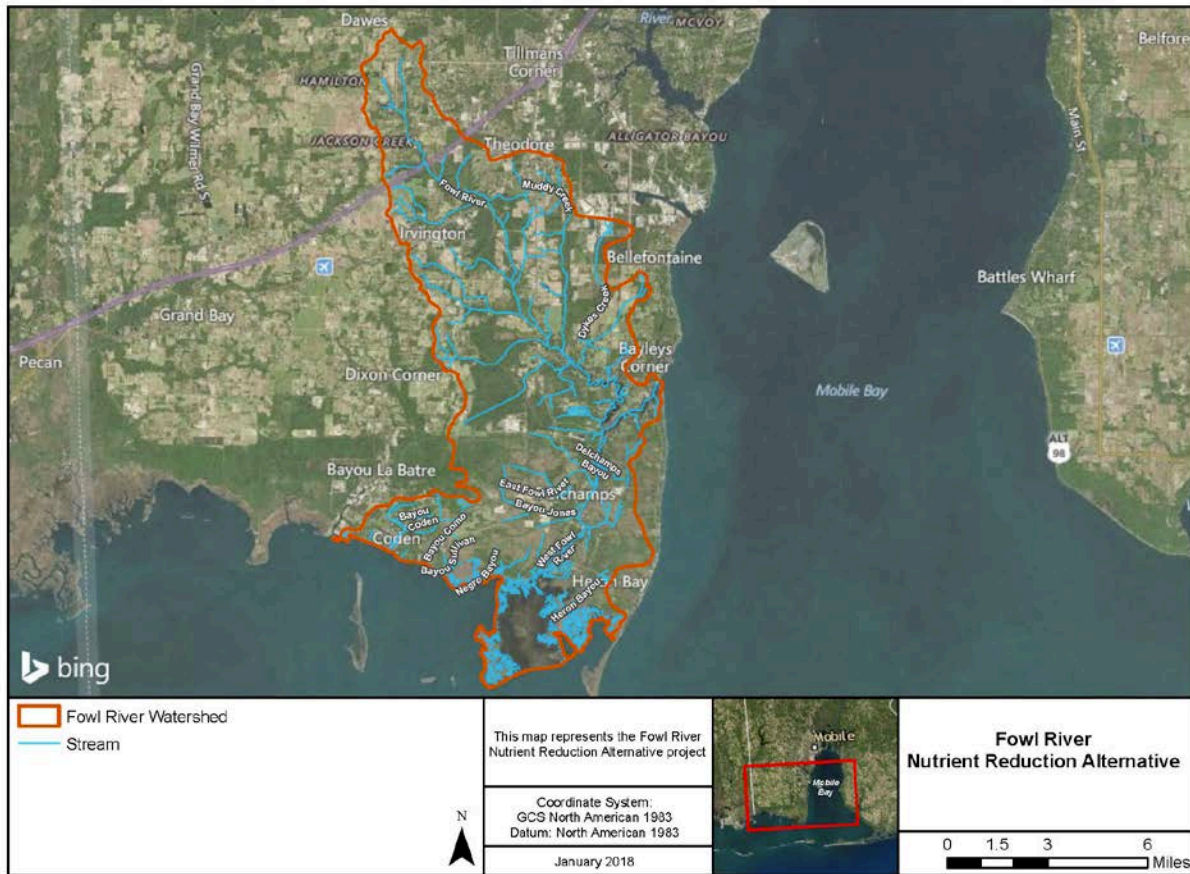 Dawes
River
MCVOY
Belfore
Tillmans
Corner
HAMILTON
Grand Bay Wilmer Rd S
JACKSON CREEK
Theodore
ALLIGATOR BAYOU
Main St
Fowl River
Muddy Creek
Irvington
Bellefontaine
Battles Wharf
Grand Bay
Dykes Creek
Pecan
Dixon Corner
Bayleys
Corner
Mobile Bay
ALT
98
Bayou La Batre
Delchamps
Bayou
East Fowl River
lchamps
Bayou Jonas
Bayou
Coden
Coden
Bayou Como
Bayou Sullivan
Negro Bayou
West Fowl
River
Heron Bay
Heron Bayou
bing
Fowl River Watershed
Stream
N
This map represents the Fowl River
Nutrient Reduction Alternative project
Coordinate System:
GCS North American 1983
Datum: North American 1983
January 2018
Mobile
Mobile
Bay
Fowl River
Nutrient Reduction Alternative
0 1.5 3 6
Miles